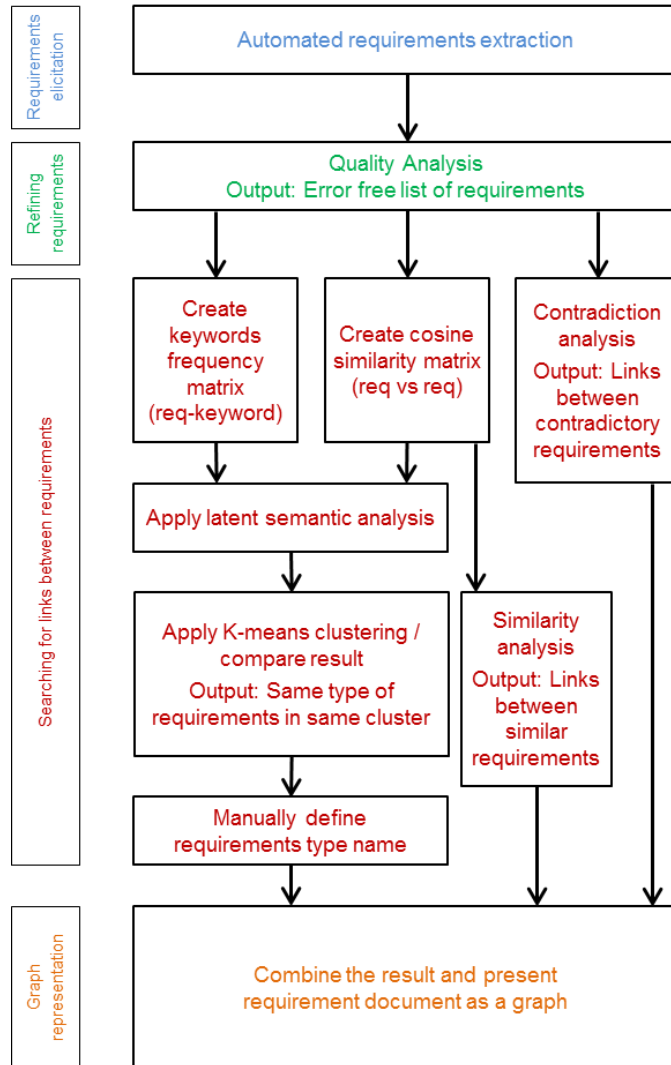 Requirements
elicitation
Automated requirements extraction
Refining
requirements
Quality Analysis
Output: Error free list of requirements
Searching for links between requirements
Create
keywords
frequency
matrix
(req-keyword)
Create cosine
similarity matrix
(req vs req)
Contradiction
analysis
Output: Links
between
contradictory
requirements
Apply latent semantic analysis
Apply K-means clustering /
compare result
Output: Same type of
requirements in same cluster
Similarity
analysis
Output: Links
between
similar
requirements
Manually define
requirements type name
Graph
representation
Combine the result and present
requirement document as a graph